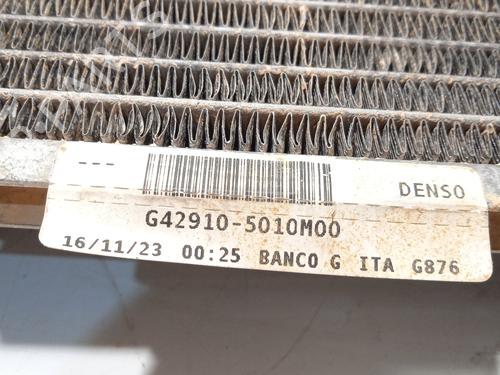 --- DENSO
G42910-5010M00
16/11/23 00:25 BANCO G ITA G876